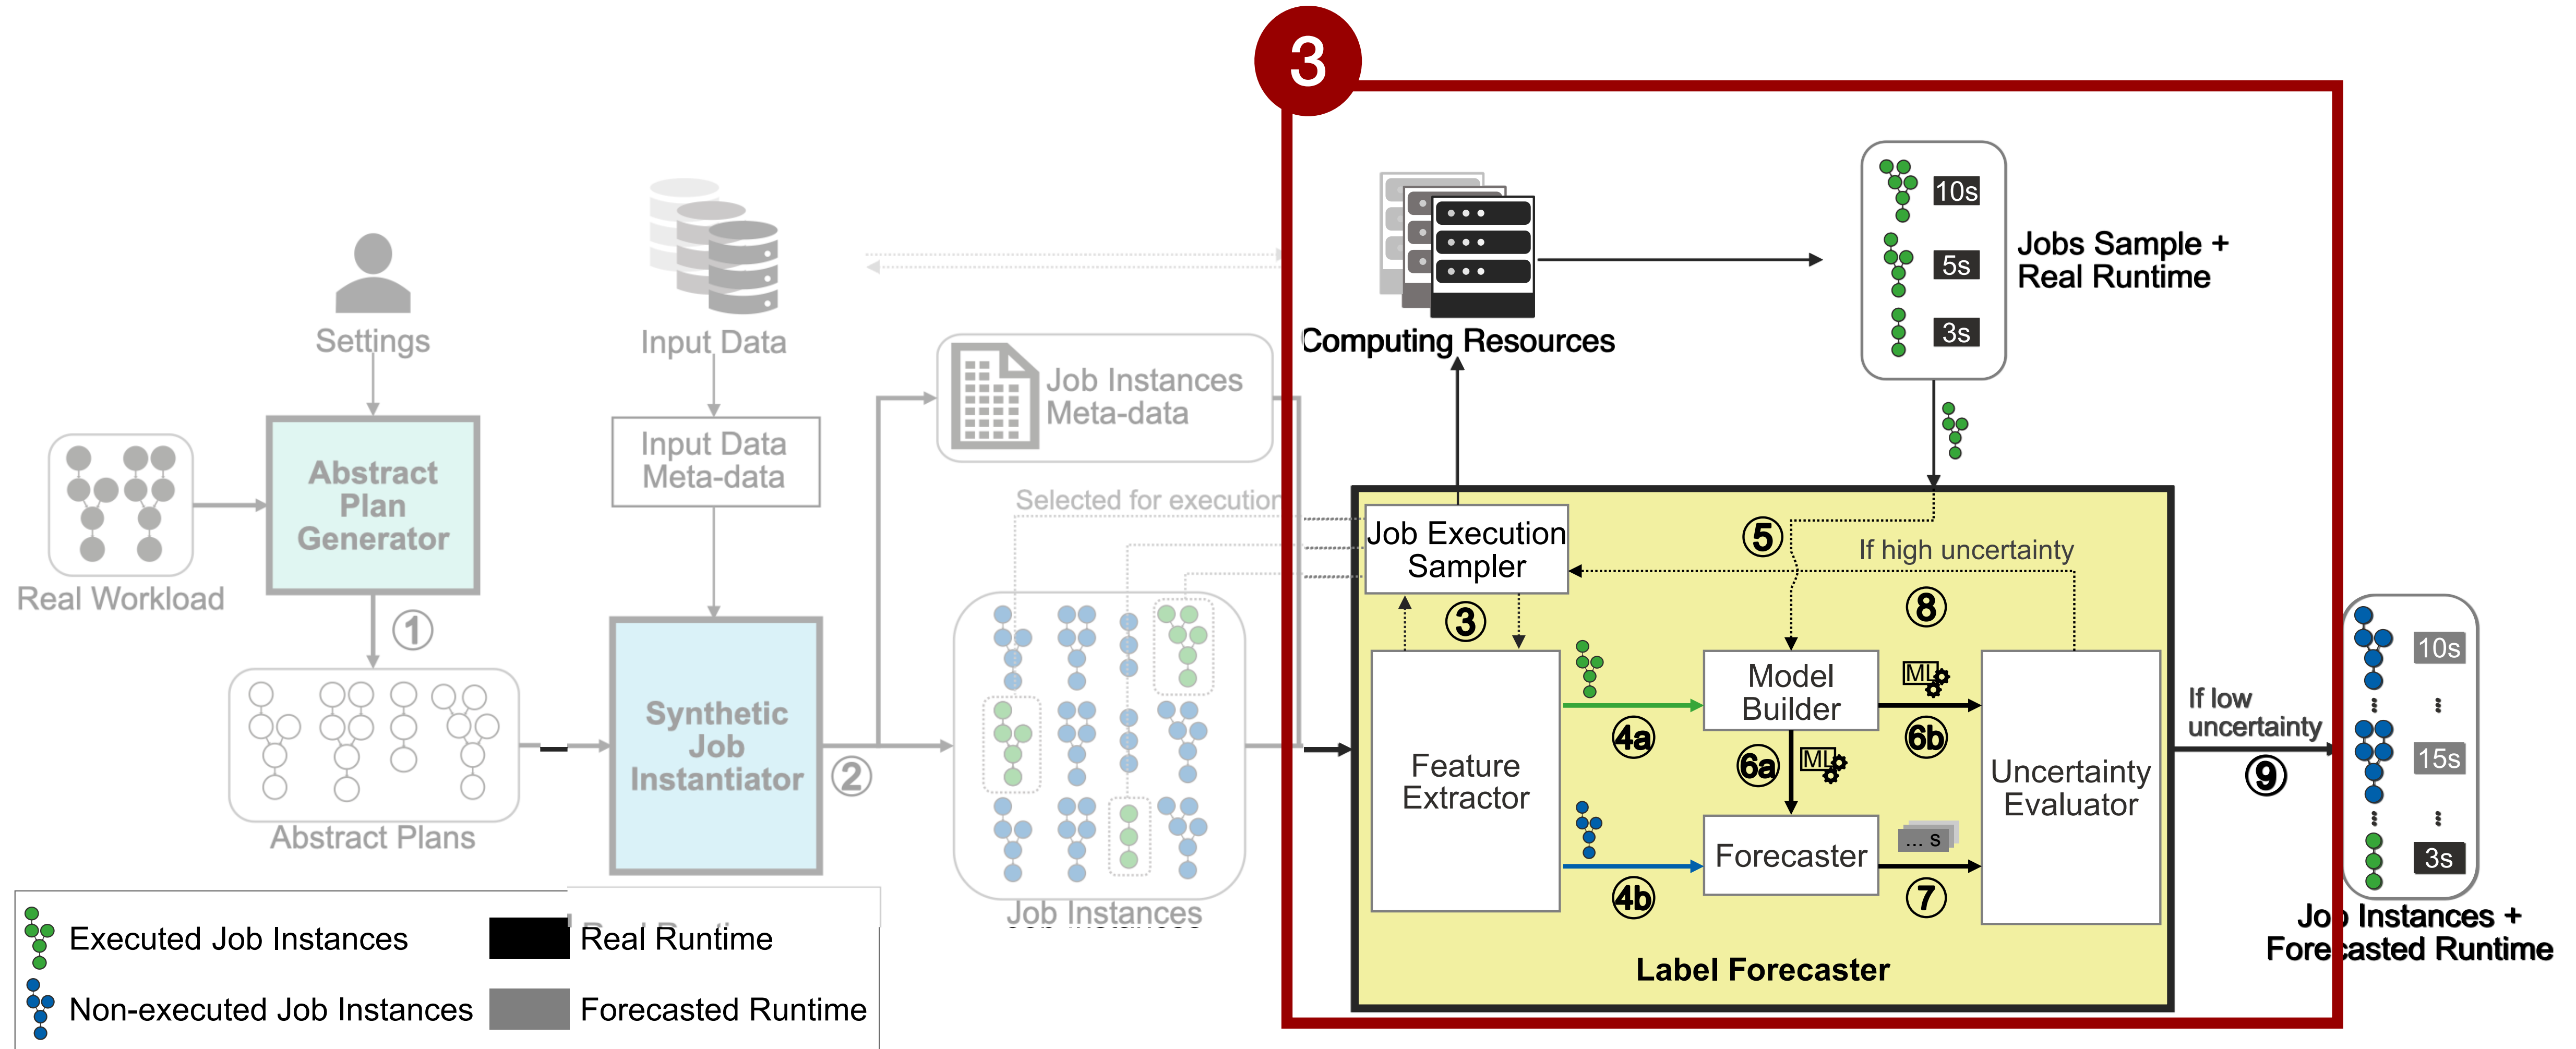 3
10s
5s
3s
Jobs Sample +
Real Runtime
Settings
Input Data
Computing Resources
Job Instances
Meta-data
Input Data
Meta-data
Abstract
Plan
Generator
Real Workload
Selected for execution
Job Execution
Sampler
5
If high uncertainty
3
8
1
Model
Builder
ML
4a
6b
6a
ML
Feature
Extractor
Uncertainty
Evaluator
Synthetic
Job
Instantiator
2
Abstract Plans
Forecaster
... s
4b
7
If low
uncertainty
9
10s
15s
3s
Job Instances
Job Instances +
Forecasted Runtime
Label Forecaster
Executed Job Instances
Real Runtime
Non-executed Job Instances
Forecasted Runtime